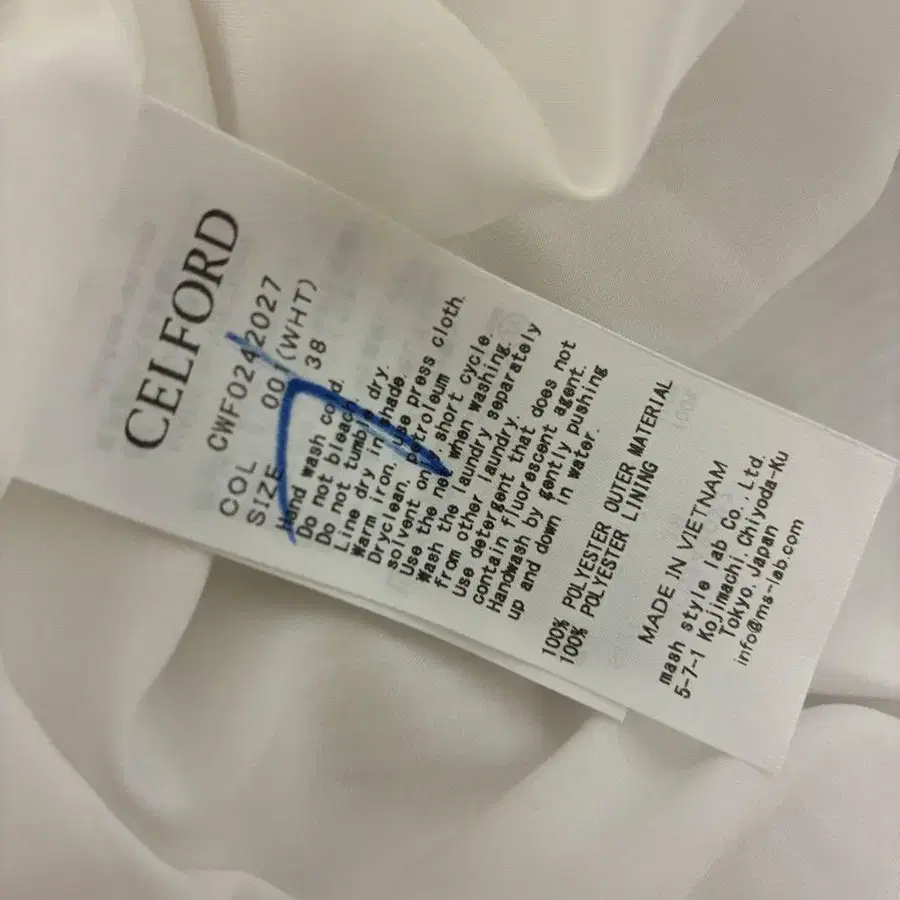 CELFORD
CWF0242027
COL 00(WHT)
SIZE 38
Hand wash cold.
Do not bleach.
Do not tumble dry.
Line dry in shade.
Warm iron, use press cloth.
Dryclean, petroleum
solvent only, short cycle.
Use the net when washing.
Wash the laundry separately
from other laundry.
Use detergent that does not
contain fluorescent agent.
Handwash by gently pushing
up and down in water.
100% POLYESTER OUTER MATERIAL
100% POLYESTER LINING
MADE IN VIETNAM
mash style lab Co., Ltd.
5-7-1 Kojimachi, Chiyoda-Ku
Tokyo, Japan
info@ms-lab.com